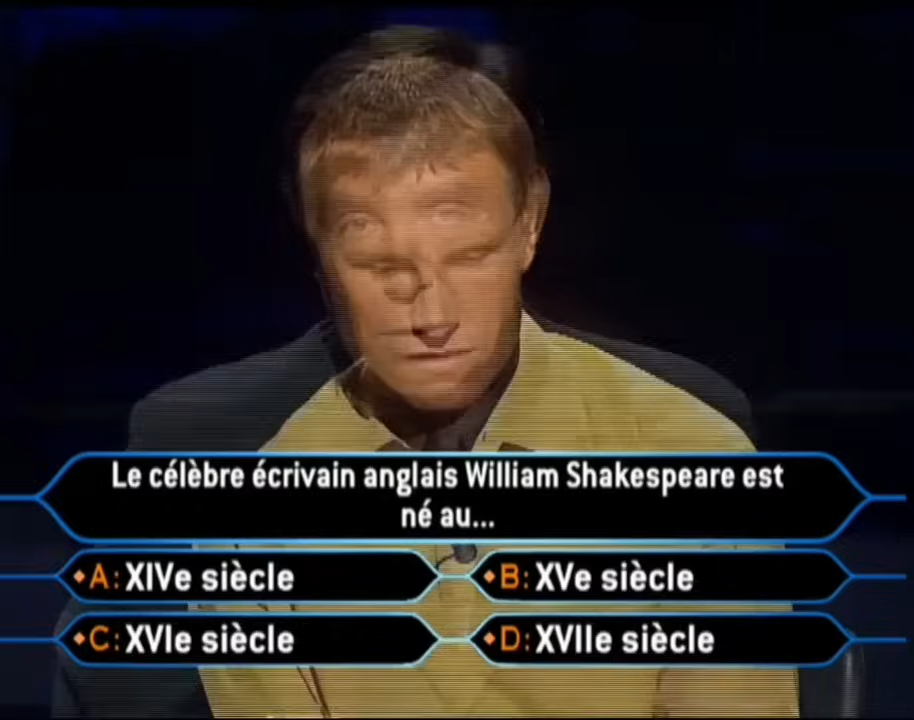 Le célèbre écrivain anglais William Shakespeare est
né au...
A: XIVe siècle
B: XVe siècle
C: XVIe siècle
D: XVIIe siècle